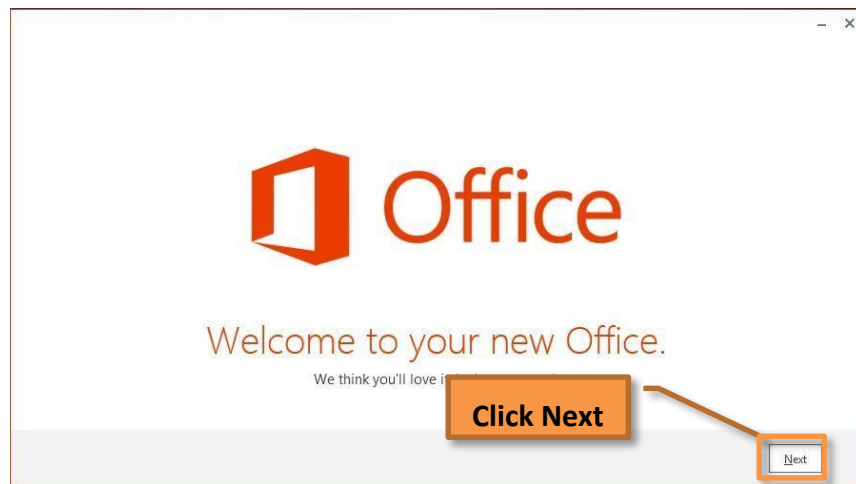 Office
Welcome to your new Office.
We think you'll love it
Click Next
Next